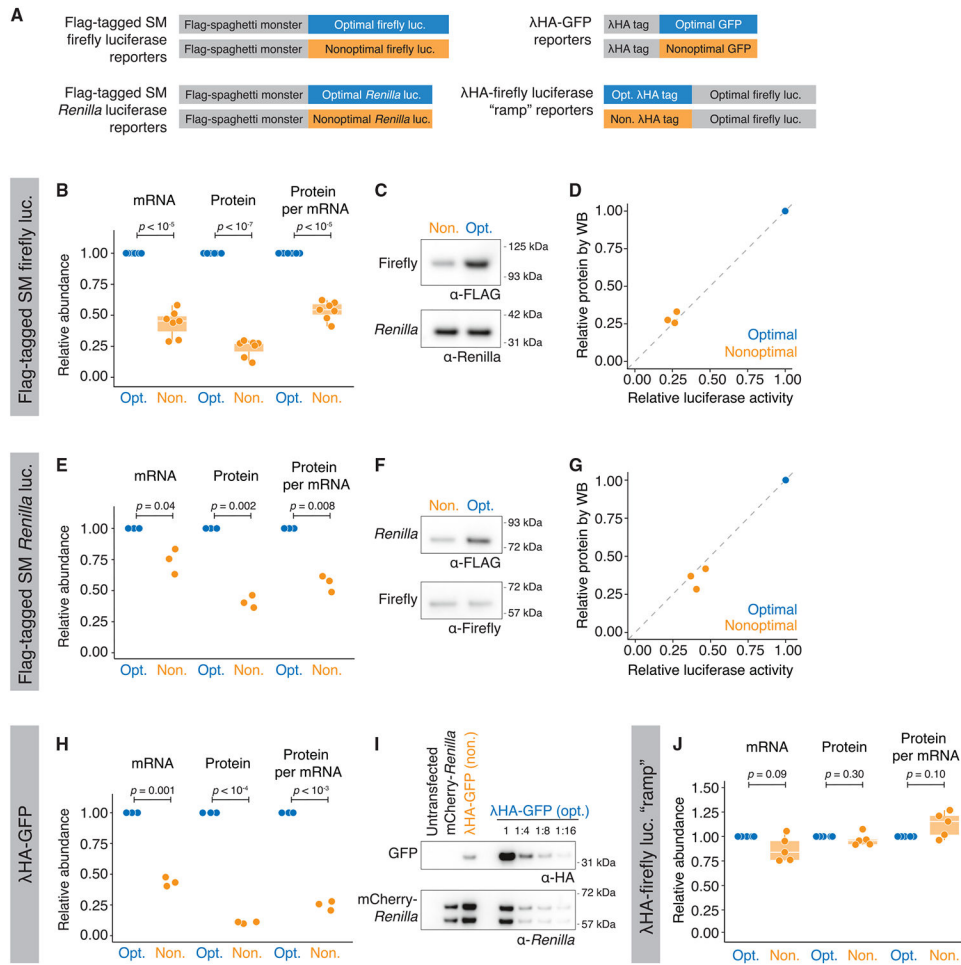 A
Flag-tagged SM
firefly luciferase
reporters
Flag-spaghetti monster Optimal firefly luc.
Flag-spaghetti monster Nonoptimal firefly luc.
λHA-GFP
reporters
λHA tag Optimal GFP
λHA tag Nonoptimal GFP
Flag-tagged SM
Renilla luciferase
reporters
Flag-spaghetti monster Optimal Renilla luc.
Flag-spaghetti monster Nonoptimal Renilla luc.
λHA-firefly luciferase
“ramp” reporters
Opt. λHA tag Optimal firefly luc.
Non. λHA tag Optimal firefly luc.
Flag-tagged SM firefly luc.
B
mRNA Protein Protein
per mRNA
p < 10⁻⁵ p < 10⁻⁷ p < 10⁻⁵
Relative abundance
1.00
0.75
0.50
0.25
0.00
Opt. Non. Opt. Non. Opt. Non.
C
Non. Opt.
Firefly
- 125 kDa
- 93 kDa
α-FLAG
Renilla
- 42 kDa
- 31 kDa
α-Renilla
D
Relative protein by WB
1.00
0.75
0.50
0.25
0.00
Optimal
Nonoptimal
0.00 0.25 0.50 0.75 1.00
Relative luciferase activity
Flag-tagged SM Renilla luc.
E
mRNA Protein Protein
per mRNA
p = 0.04 p = 0.002 p = 0.008
Relative abundance
1.00
0.75
0.50
0.25
0.00
Opt. Non. Opt. Non. Opt. Non.
F
Non. Opt.
Renilla
- 93 kDa
- 72 kDa
α-FLAG
Firefly
- 72 kDa
- 57 kDa
α-Firefly
G
Relative protein by WB
1.00
0.75
0.50
0.25
0.00
Optimal
Nonoptimal
0.00 0.25 0.50 0.75 1.00
Relative luciferase activity
λHA-GFP
H
mRNA Protein Protein
per mRNA
p = 0.001 p < 10⁻⁴ p < 10⁻³
Relative abundance
1.00
0.75
0.50
0.25
0.00
Opt. Non. Opt. Non. Opt. Non.
I
Untransfected
mCherry-Renilla
λHA-GFP (non.)
λHA-GFP (opt.)
1 1:4 1:8 1:16
GFP
- 31 kDa
α-HA
mCherry-
Renilla
- 72 kDa
- 57 kDa
α-Renilla
λHA-firefly luc. “ramp”
J
mRNA Protein Protein
per mRNA
p = 0.09 p = 0.30 p = 0.10
Relative abundance
1.50
1.25
1.00
0.75
0.50
0.25
0.00
Opt. Non. Opt. Non. Opt. Non.